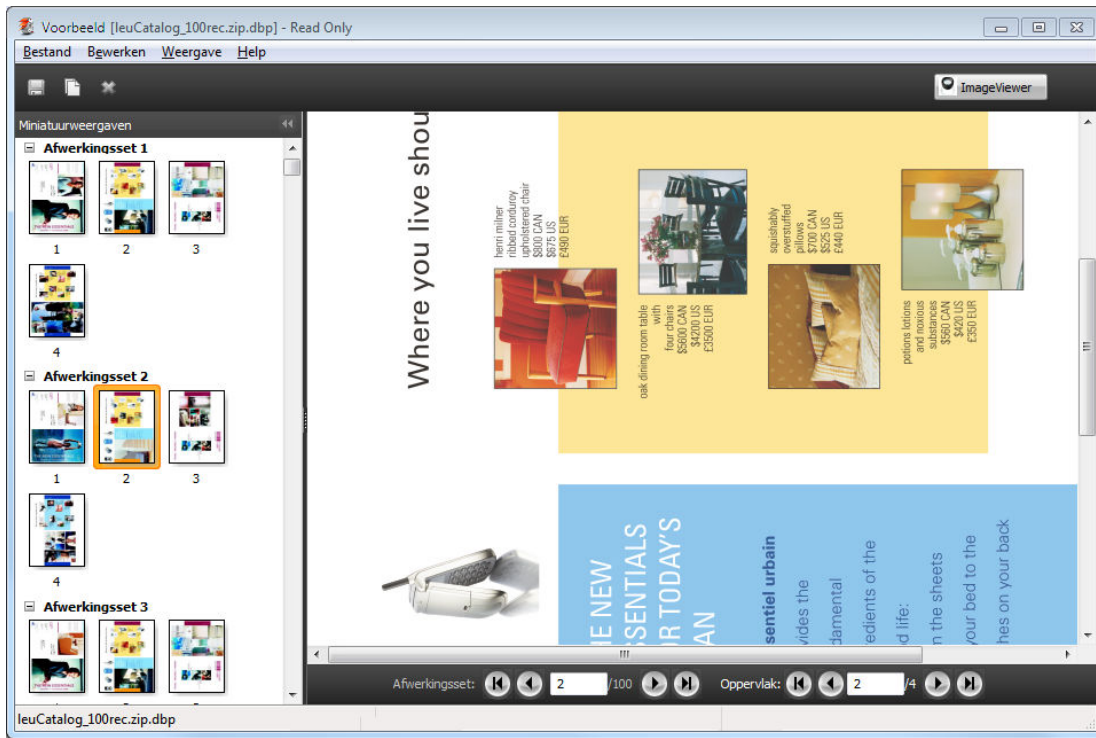 Voorbeeld [leuCatalog_100rec.zip.dbp] - Read Only
Bestand Bewerken Weergave Help
ImageViewer
Miniatuurweergaven
Afwerkingsset 1
1 2 3
4
Afwerkingsset 2
1 2 3
4
Afwerkingsset 3
Where you live shou
henri milner
ribbed corduroy
upholstered chair
$800 CAN
$675 US
£490 EUR
oak dining room table
with
four chairs
$5600 CAN
$4200 US
£3500 EUR
squishably
overstuffed
pillows
$700 CAN
$525 US
£440 EUR
potions lotions
and noxious
substances
$560 CAN
$420 US
£350 EUR
HE NEW
SSENTIALS
OR TODAY'S
AN
sentiel urbain
vides the
damental
edients of the
d life:
n the sheets
your bed to the
hes on your back
Afwerkingsset: 2 /100 Oppervlak: 2 /4
leuCatalog_100rec.zip.dbp